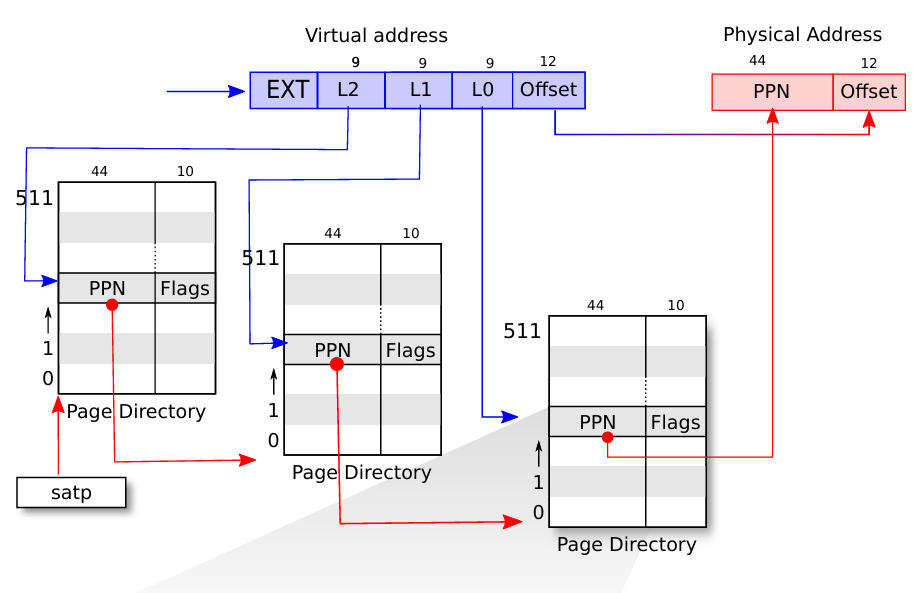 Virtual address
Physical Address
9 9 9 12
44 12
EXT L2 L1 L0 Offset
PPN Offset
44 10
511
PPN Flags
1
0
Page Directory
satp
44 10
511
PPN Flags
1
0
Page Directory
44 10
511
PPN Flags
1
0
Page Directory